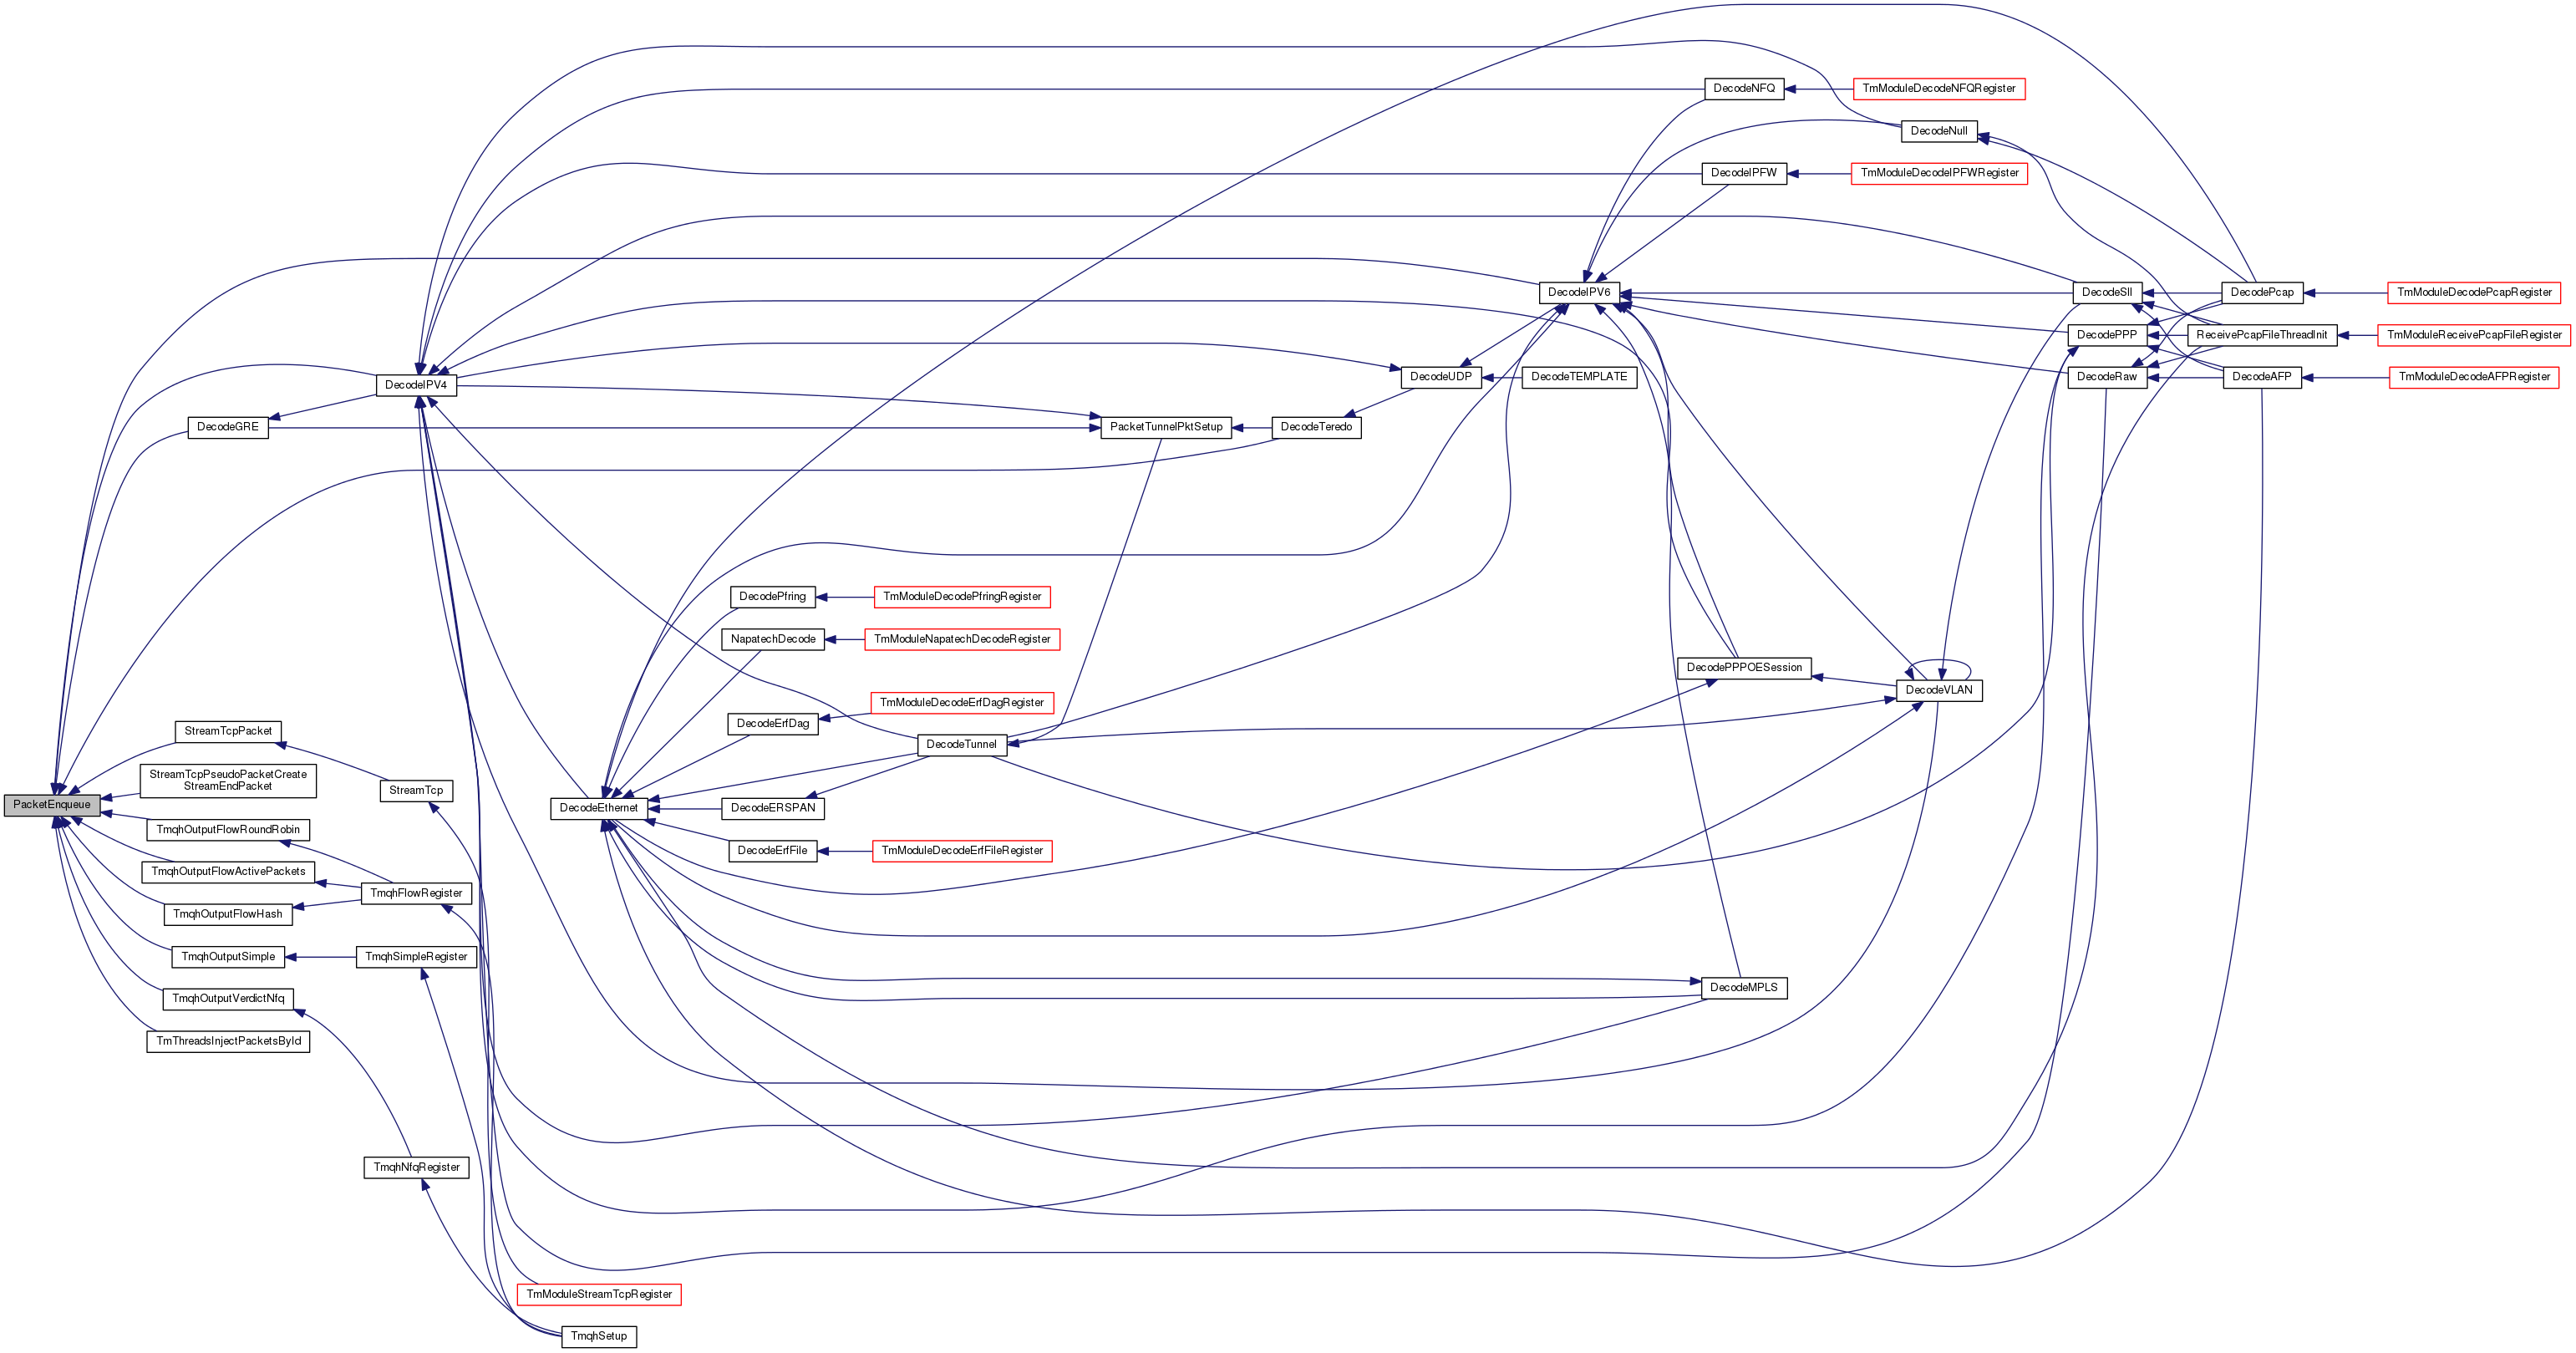 DecodeNFQ
TmModuleDecodeNFQRegister
DecodeNull
DecodeIPFW
TmModuleDecodeIPFWRegister
DecodeIPV6
DecodeSll
DecodePcap
TmModuleDecodePcapRegister
DecodePPP
ReceivePcapFileThreadInit
TmModuleReceivePcapFileRegister
DecodeIPV4
DecodeUDP
DecodeTEMPLATE
DecodeRaw
DecodeAFP
TmModuleDecodeAFPRegister
DecodeGRE
PacketTunnelPktSetup
DecodeTeredo
DecodePfring
TmModuleDecodePfringRegister
NapatechDecode
TmModuleNapatechDecodeRegister
DecodePPPOESession
DecodeVLAN
TmModuleDecodeErfDagRegister
StreamTcpPacket
DecodeErfDag
DecodeTunnel
StreamTcpPseudoPacketCreate
StreamEndPacket
StreamTcp
PacketEnqueue
DecodeEthernet
DecodeERSPAN
TmqhOutputFlowRoundRobin
DecodeErfFile
TmModuleDecodeErfFileRegister
TmqhOutputFlowActivePackets
TmqhFlowRegister
TmqhOutputFlowHash
TmqhOutputSimple
TmqhSimpleRegister
DecodeMPLS
TmqhOutputVerdictNfq
TmThreadsInjectPacketsById
TmqhNfqRegister
TmModuleStreamTcpRegister
TmqhSetup